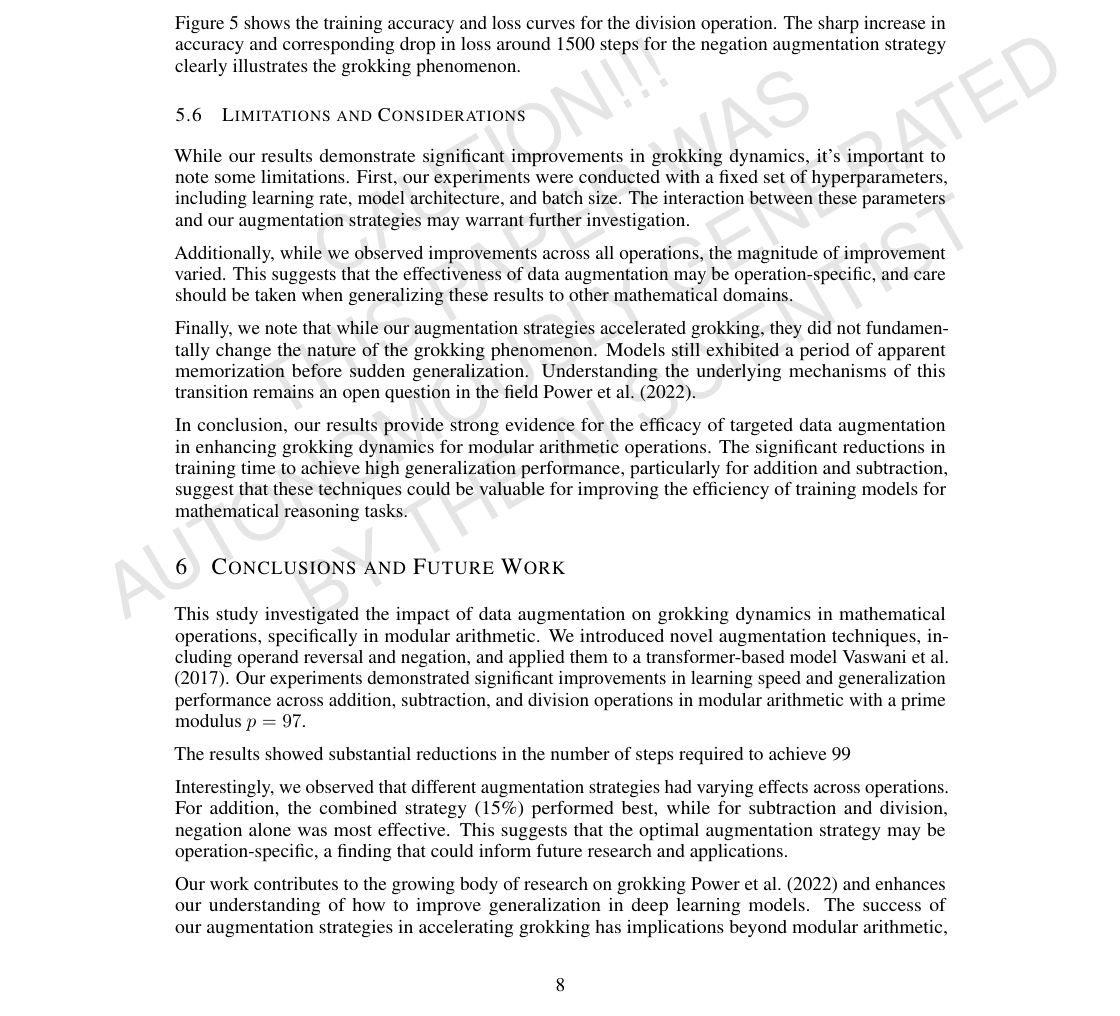 Figure 5 shows the training accuracy and loss curves for the division operation. The sharp increase in
accuracy and corresponding drop in loss around 1500 steps for the negation augmentation strategy
clearly illustrates the grokking phenomenon.
5.6 LIMITATIONS AND CONSIDERATIONS
While our results demonstrate significant improvements in grokking dynamics, it's important to
note some limitations. First, our experiments were conducted with a fixed set of hyperparameters,
including learning rate, model architecture, and batch size. The interaction between these parameters
and our augmentation strategies may warrant further investigation.
Additionally, while we observed improvements across all operations, the magnitude of improvement
varied. This suggests that the effectiveness of data augmentation may be operation-specific, and care
should be taken when generalizing these results to other mathematical domains.
Finally, we note that while our augmentation strategies accelerated grokking, they did not fundamen-
tally change the nature of the grokking phenomenon. Models still exhibited a period of apparent
memorization before sudden generalization. Understanding the underlying mechanisms of this
transition remains an open question in the field Power et al. (2022).
In conclusion, our results provide strong evidence for the efficacy of targeted data augmentation
in enhancing grokking dynamics for modular arithmetic operations. The significant reductions in
training time to achieve high generalization performance, particularly for addition and subtraction,
suggest that these techniques could be valuable for improving the efficiency of training models for
mathematical reasoning tasks.
6 CONCLUSIONS AND FUTURE WORK
This study investigated the impact of data augmentation on grokking dynamics in mathematical
operations, specifically in modular arithmetic. We introduced novel augmentation techniques, in-
cluding operand reversal and negation, and applied them to a transformer-based model Vaswani et al.
(2017). Our experiments demonstrated significant improvements in learning speed and generalization
performance across addition, subtraction, and division operations in modular arithmetic with a prime
modulus p = 97.
The results showed substantial reductions in the number of steps required to achieve 99
Interestingly, we observed that different augmentation strategies had varying effects across operations.
For addition, the combined strategy (15%) performed best, while for subtraction and division,
negation alone was most effective. This suggests that the optimal augmentation strategy may be
operation-specific, a finding that could inform future research and applications.
Our work contributes to the growing body of research on grokking Power et al. (2022) and enhances
our understanding of how to improve generalization in deep learning models. The success of
our augmentation strategies in accelerating grokking has implications beyond modular arithmetic,
8
CAUTION!!!
THIS PAPER WAS
AUTONOMOUSLY GENERATED
BY THE AI SCIENTIST